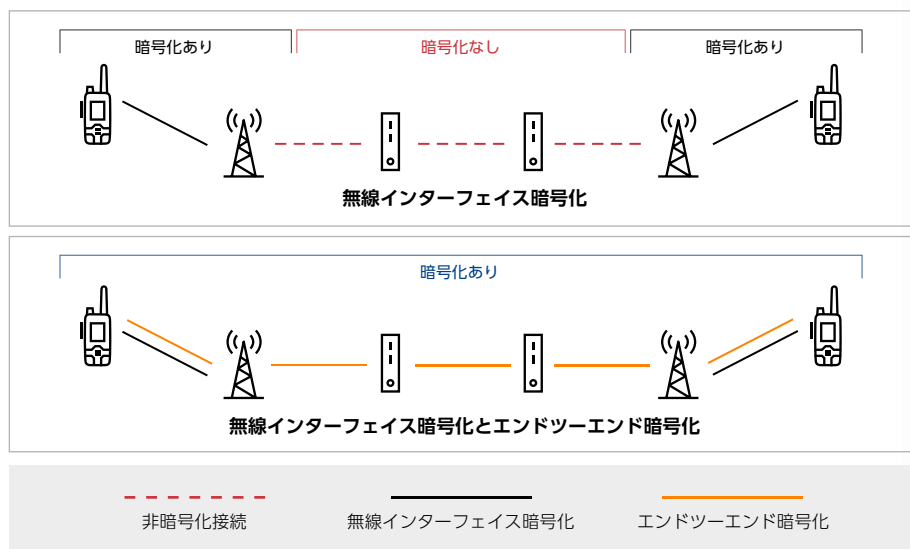 暗号化あり
暗号化なし
暗号化あり
無線インターフェイス暗号化
暗号化あり
無線インターフェイス暗号化とエンドツーエンド暗号化
非暗号化接続
無線インターフェイス暗号化
エンドツーエンド暗号化